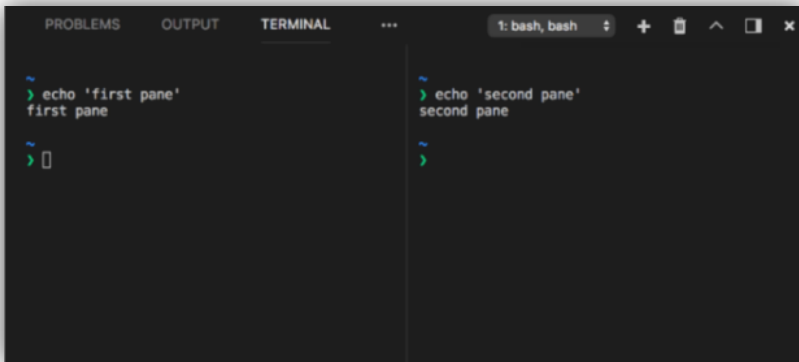 PROBLEMS OUTPUT TERMINAL ••• 1: bash, bash
~
❯ echo 'first pane'
first pane
~
❯
~
❯ echo 'second pane'
second pane
~
❯